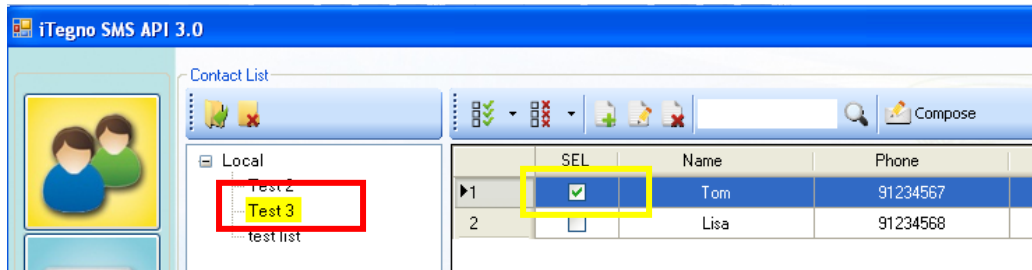 iTegno SMS API 3.0
Contact List
Compose
Local
Test 2
Test 3
test list
SEL Name Phone
1 Tom 91234567
2 Lisa 91234568